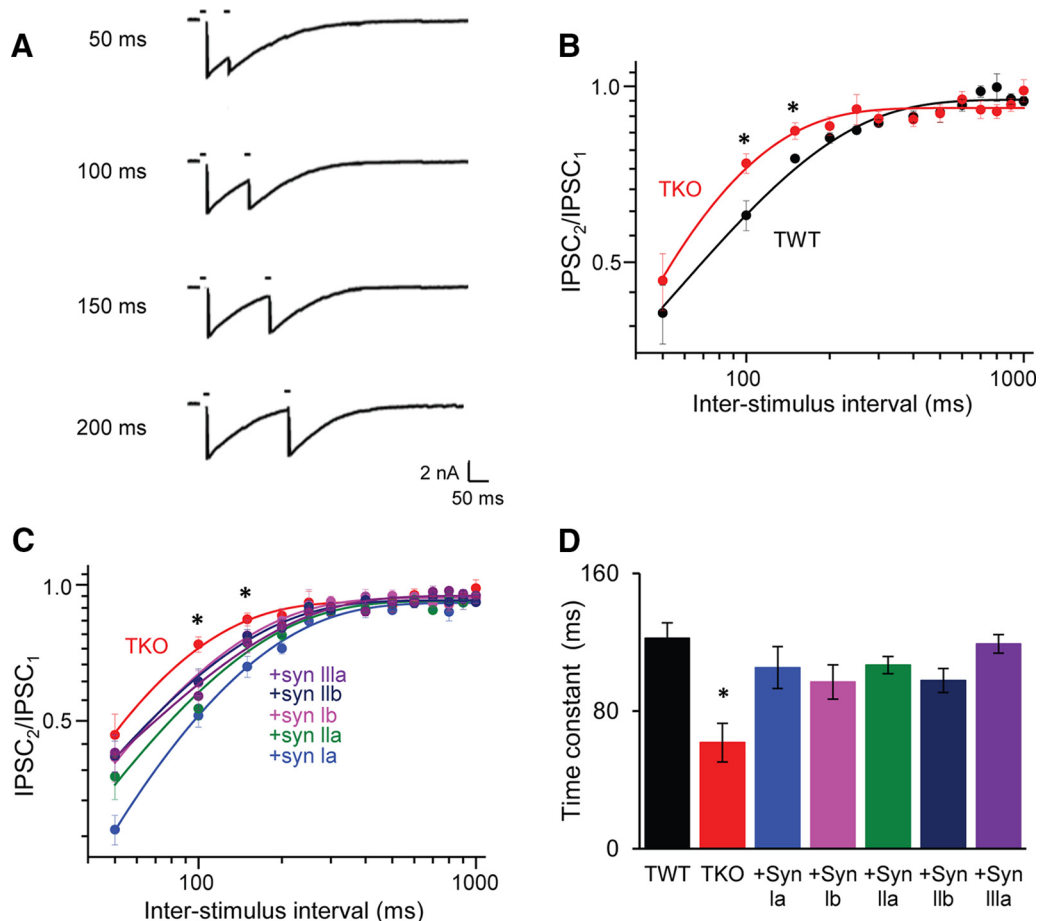 A
50 ms
100 ms
150 ms
200 ms
2 nA
50 ms
B
IPSC2/IPSC1
1.0
0.5
TKO
TWT
*
*
100
1000
Inter-stimulus interval (ms)
C
IPSC2/IPSC1
1.0
0.5
TKO
*
*
+syn IIIa
+syn IIb
+syn Ib
+syn IIa
+syn Ia
100
1000
Inter-stimulus interval (ms)
D
Time constant (ms)
160
80
0
*
TWT
TKO
+Syn Ia
+Syn Ib
+Syn IIa
+Syn IIb
+Syn IIIa